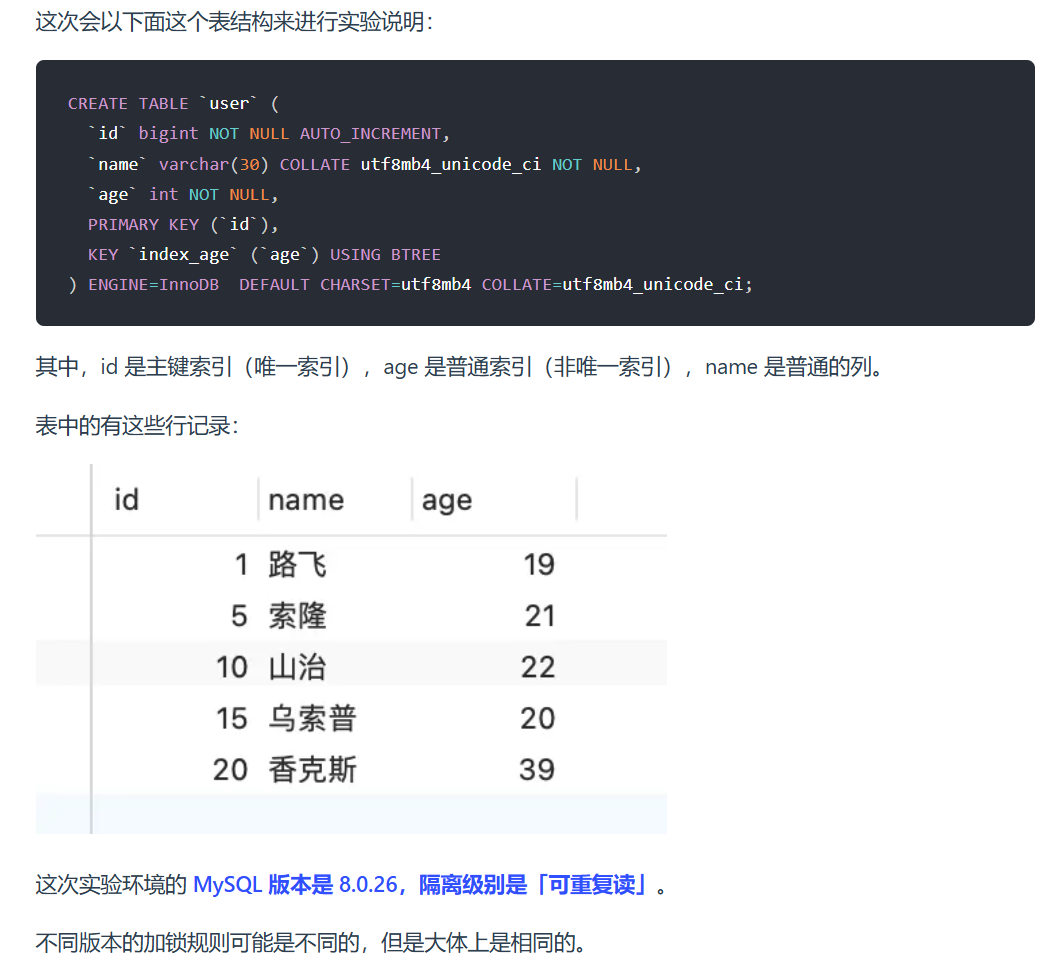 这次会以下面这个表结构来进行实验说明：
CREATE TABLE `user` (
`id` bigint NOT NULL AUTO_INCREMENT,
`name` varchar(30) COLLATE utf8mb4_unicode_ci NOT NULL,
`age` int NOT NULL,
PRIMARY KEY (`id`),
KEY `index_age` (`age`) USING BTREE
) ENGINE=InnoDB  DEFAULT CHARSET=utf8mb4 COLLATE=utf8mb4_unicode_ci;
其中，id 是主键索引（唯一索引），age 是普通索引（非唯一索引），name 是普通的列。
表中的有这些行记录：
id name age
1 路飞 19
5 索隆 21
10 山治 22
15 乌索普 20
20 香克斯 39
这次实验环境的 MySQL 版本是 8.0.26，隔离级别是「可重复读」。
不同版本的加锁规则可能是不同的，但是大体上是相同的。